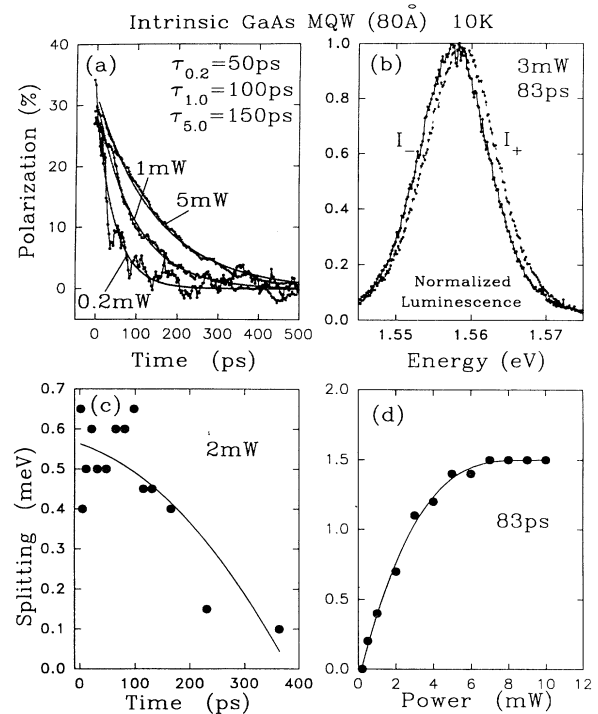 Intrinsic GaAs MQW (80Å) 10K
(a)
τ0.2=50ps
τ1.0=100ps
τ5.0=150ps
1mW
5mW
0.2mW
Polarization (%)
40
30
20
10
0
0 100 200 300 400 500
Time (ps)
(b)
3mW
83ps
I−
I+
Normalized
Luminescence
1.0
0.8
0.6
0.4
0.2
0.0
1.55 1.56 1.57
Energy (eV)
(c)
2mW
Splitting (meV)
0.7
0.6
0.5
0.4
0.3
0.2
0.1
0.0
0 100 200 300 400
Time (ps)
(d)
83ps
2.0
1.5
1.0
0.5
0.0
0 2 4 6 8 10 12
Power (mW)